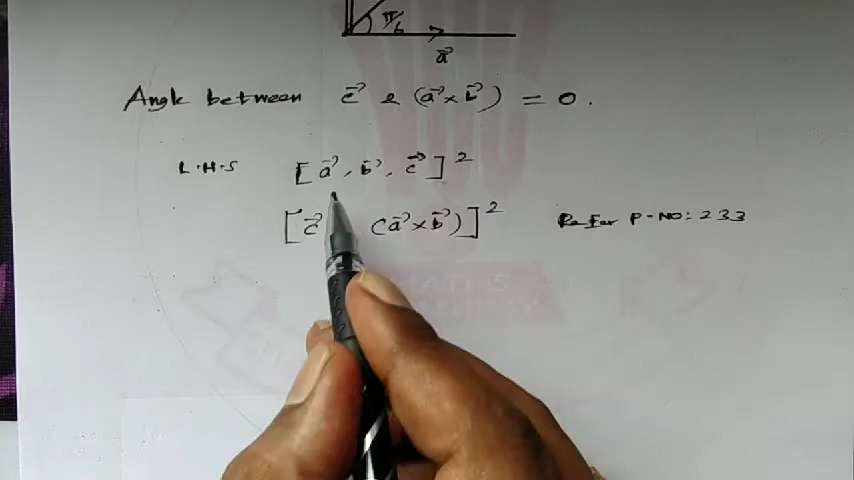 π/6
a⃗
Angle between c⃗ & (a⃗×b⃗) = 0.
L.H.S [a⃗, b⃗, c⃗]²
[c⃗ (a⃗×b⃗)]² Refer P-NO: 233